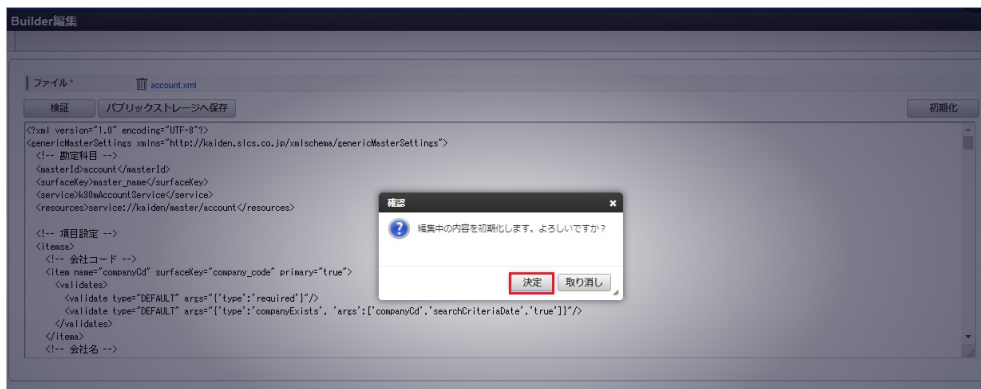 Builder編集
ファイル*
account.xml
検証
パブリックストレージへ保存
初期化
<?xml version="1.0" encoding="UTF-8"?>
<genericMasterSettings xmlns="http://kaiden.slcs.co.jp/xmlschema/genericMasterSettings">
<!-- 勘定科目 -->
<masterId>account</masterId>
<surfaceKey>master_name</surfaceKey>
<service>k30mAccountService</service>
<resources>service://kaiden/master/account</resources>
<!-- 項目設定 -->
<itemsa>
<!-- 会社コード -->
<item name="companyCd" surfaceKey="company_code" primary="true">
<validates>
<validate type="DEFAULT" args="{'type':'required'}"/>
<validate type="DEFAULT" args="{'type':'companyExists', 'args':['companyCd','searchCriteriaDate','true']}"/>
</validates>
</itema>
<!-- 会社名 -->
確認
編集中の内容を初期化します。よろしいですか？
決定
取り消し